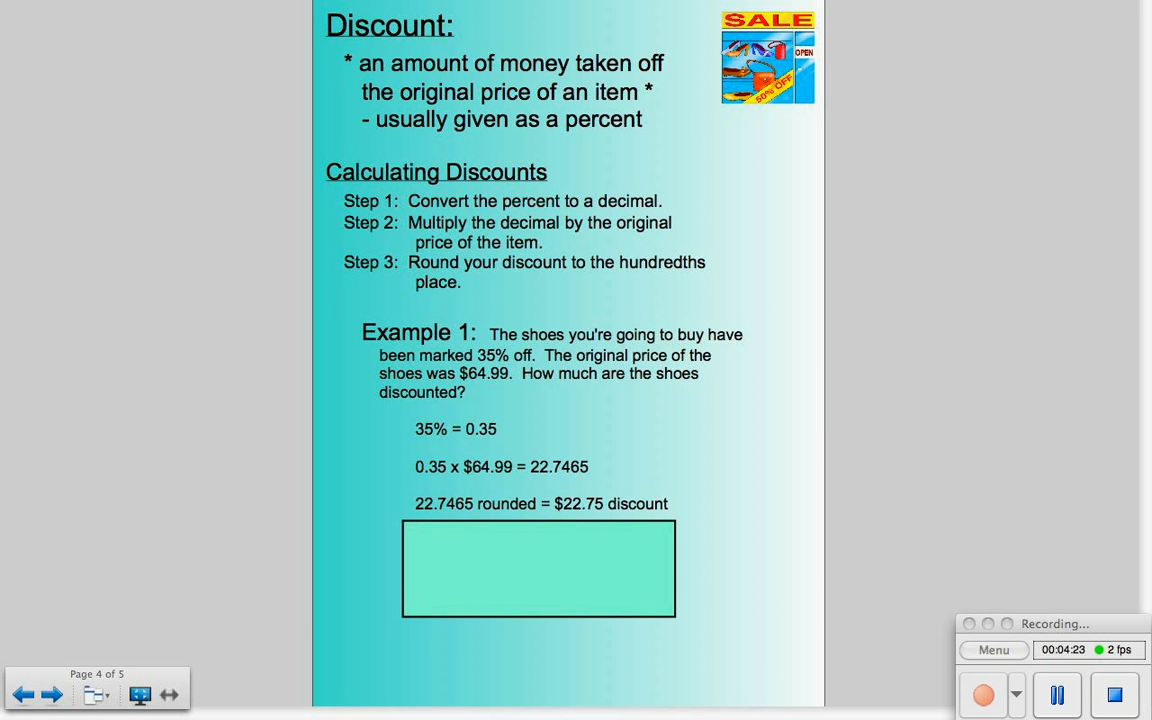 Discount:
* an amount of money taken off
the original price of an item *
- usually given as a percent
SALE
OPEN
50% OFF
Calculating Discounts
Step 1: Convert the percent to a decimal.
Step 2: Multiply the decimal by the original
price of the item.
Step 3: Round your discount to the hundredths
place.
Example 1: The shoes you're going to buy have
been marked 35% off. The original price of the
shoes was $64.99. How much are the shoes
discounted?
35% = 0.35
0.35 x $64.99 = 22.7465
22.7465 rounded = $22.75 discount
Page 4 of 5
Recording...
Menu
00:04:23
2 fps